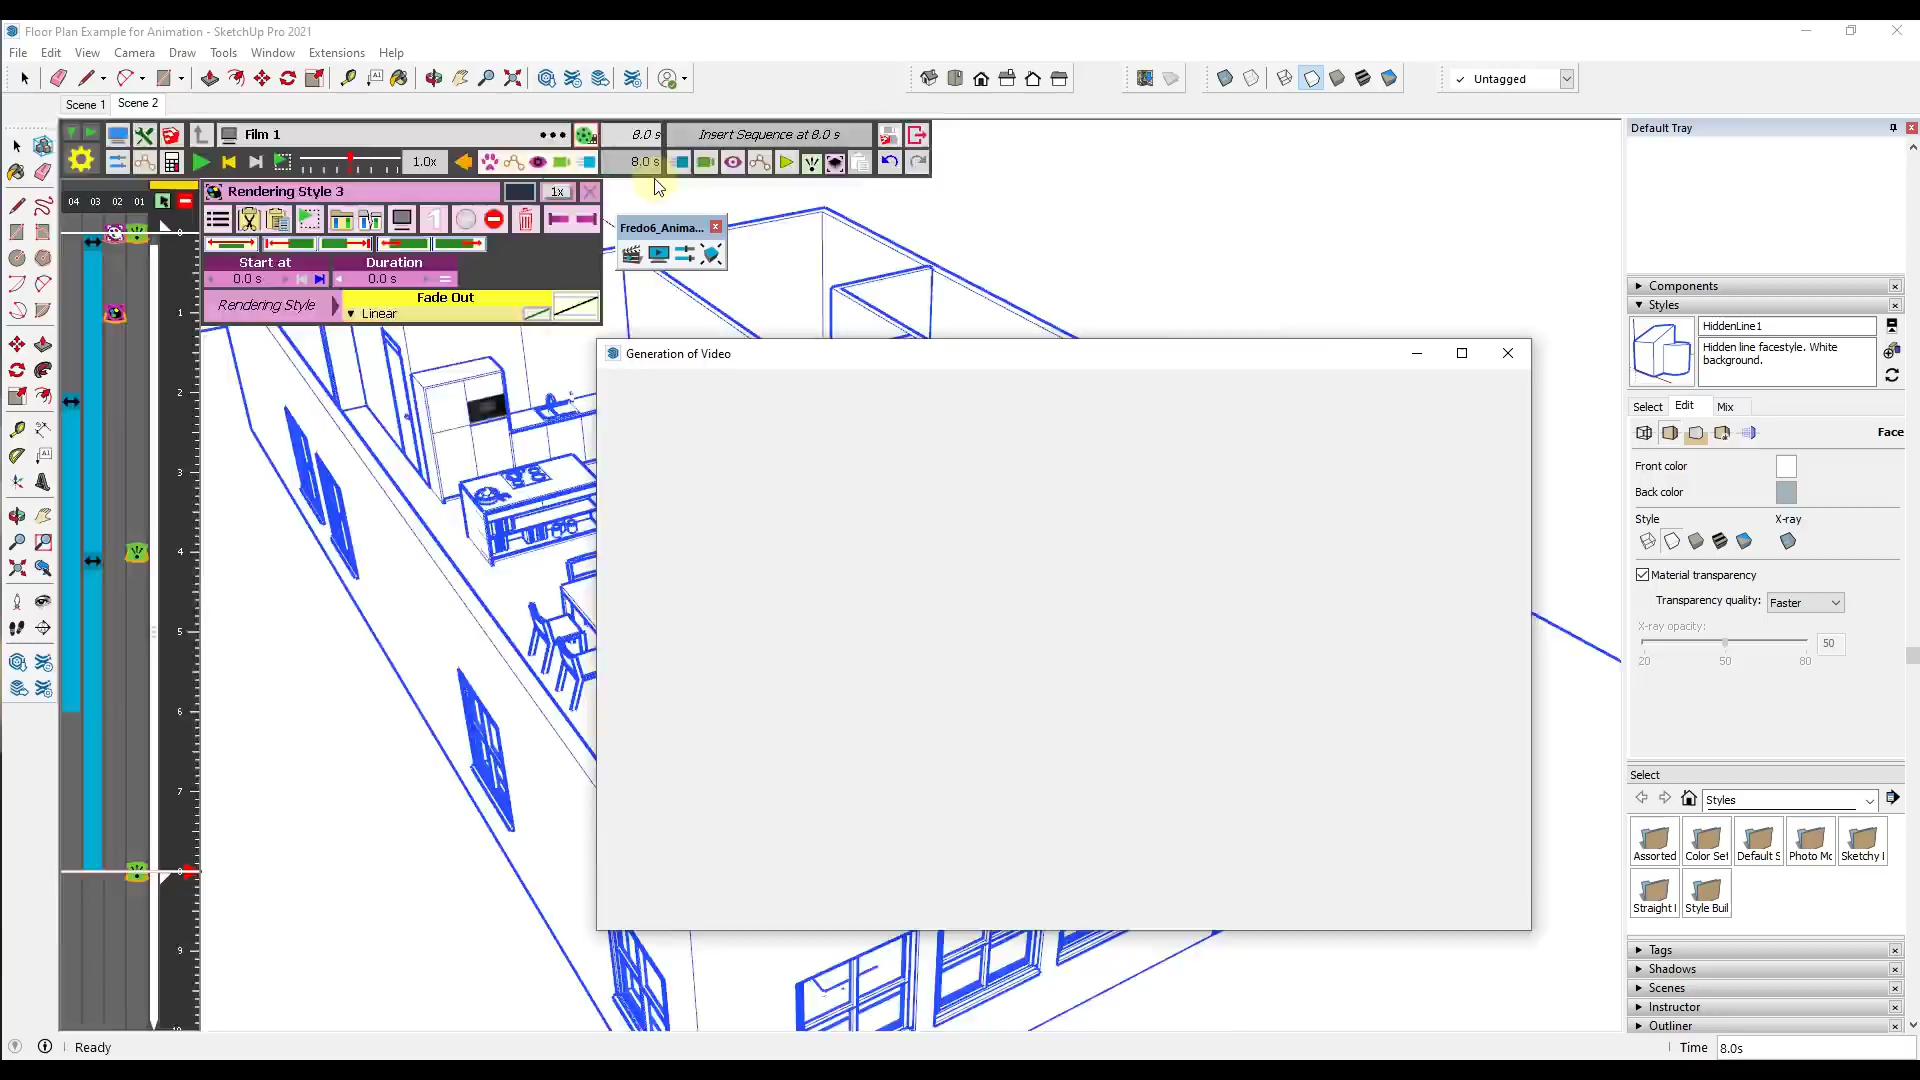 Floor Plan Example for Animation - SketchUp Pro 2021
File Edit View Camera Draw Tools Window Extensions Help
✓ Untagged
Scene 1 Scene 2
Default Tray
Film 1
8.0 s
Insert Sequence at 8.0 s
1.0x
8.0 s
04 03 02 01
Rendering Style 3
1x
Start at Duration
0.0 s 0.0 s
Rendering Style
Fade Out
Linear
Fredo6_Anima...
Generation of Video
Components
Styles
HiddenLine1
Hidden line facestyle. White
background.
Select Edit Mix
Face
Front color
Back color
Style X-ray
Material transparency
Transparency quality: Faster
X-ray opacity:
50
20 50 80
0
1
2
3
4
5
6
7
8
9
10
Select
Styles
Assorted Color Set Default S Photo Mo Sketchy I
Straight I Style Buil
Tags
Shadows
Scenes
Instructor
Outliner
Ready
Time 8.0s